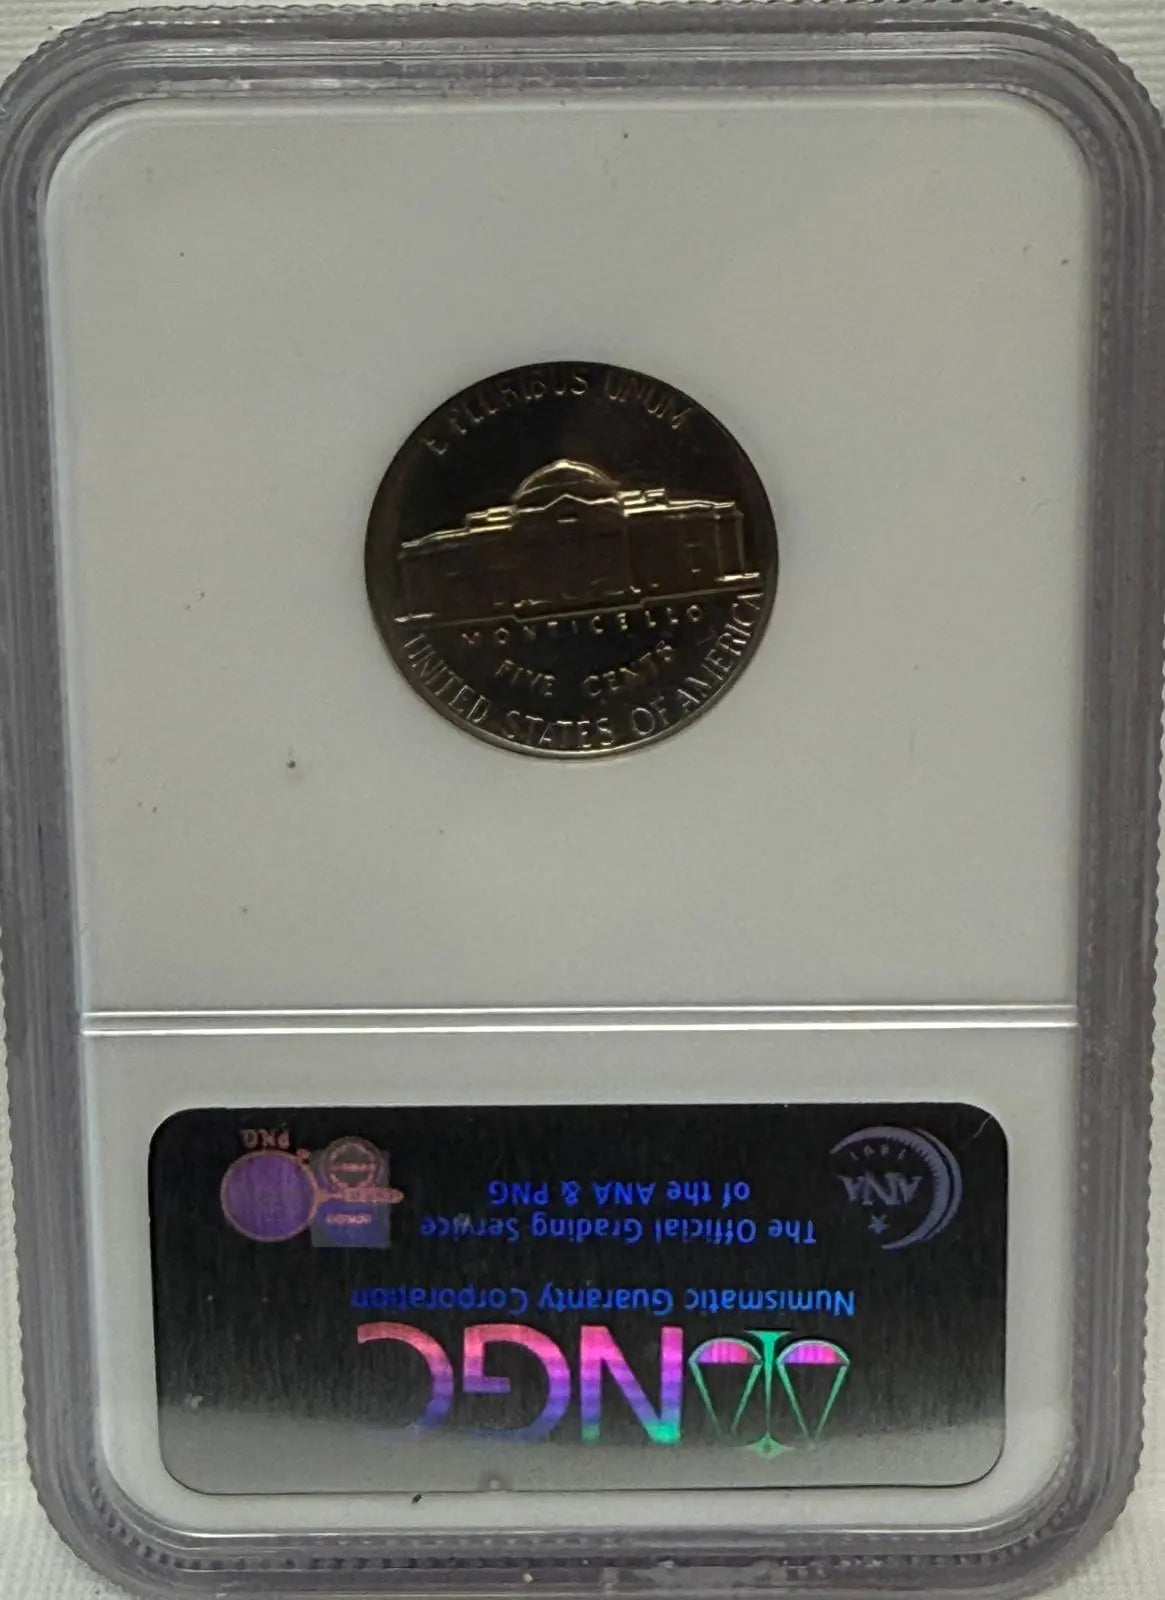 E PLURIBUS UNUM
MONTICELLO
FIVE CENTS
UNITED STATES OF AMERICA
NGC
Numismatic Guaranty Corporation
The Official Grading Service
of the ANA & PNG
ANA
1891
PNG